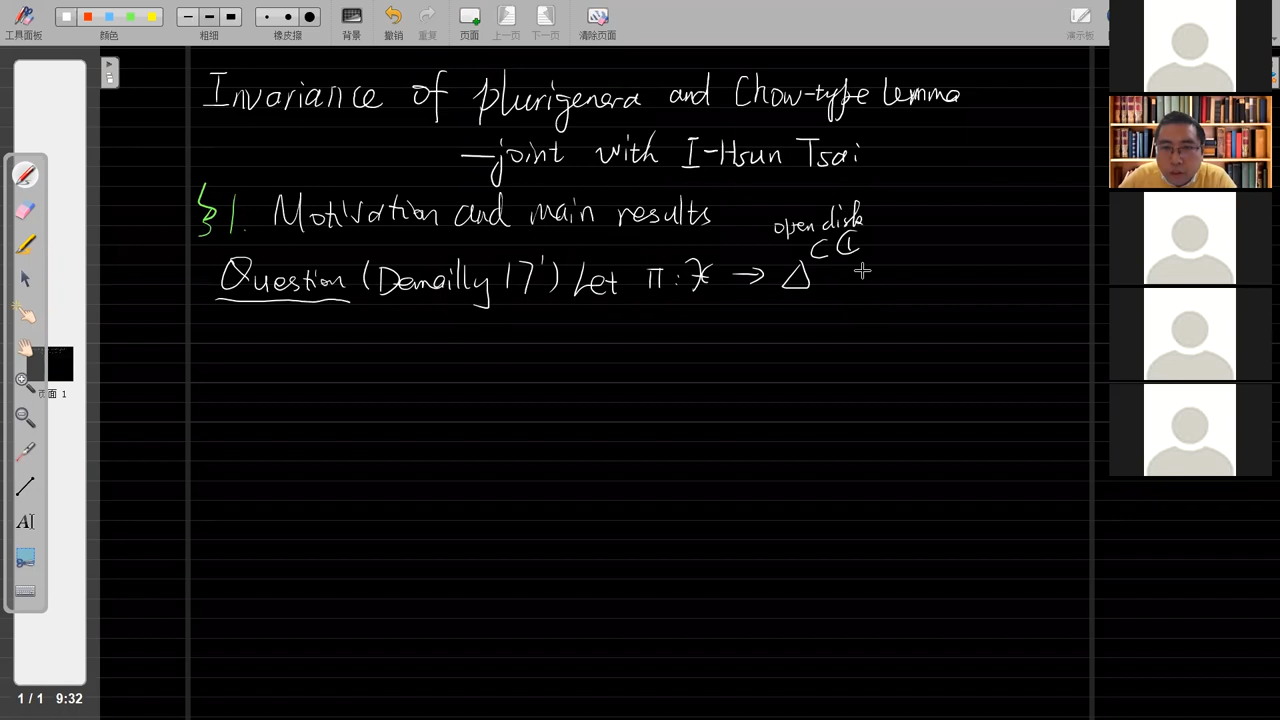 工具面板 颜色 粗细 橡皮擦 背景 撤销 重复 页面 上一页 下一页 清除页面 演示板
Invariance of plurigenera and Chow-type Lemma
—joint with I-Hsun Tsai
§1. Motivation and main results
open disk
⊂ ℂ
Question (Demailly 17') Let π: 𝒳 → Δ
页面 1
AI
1 / 1 9:32